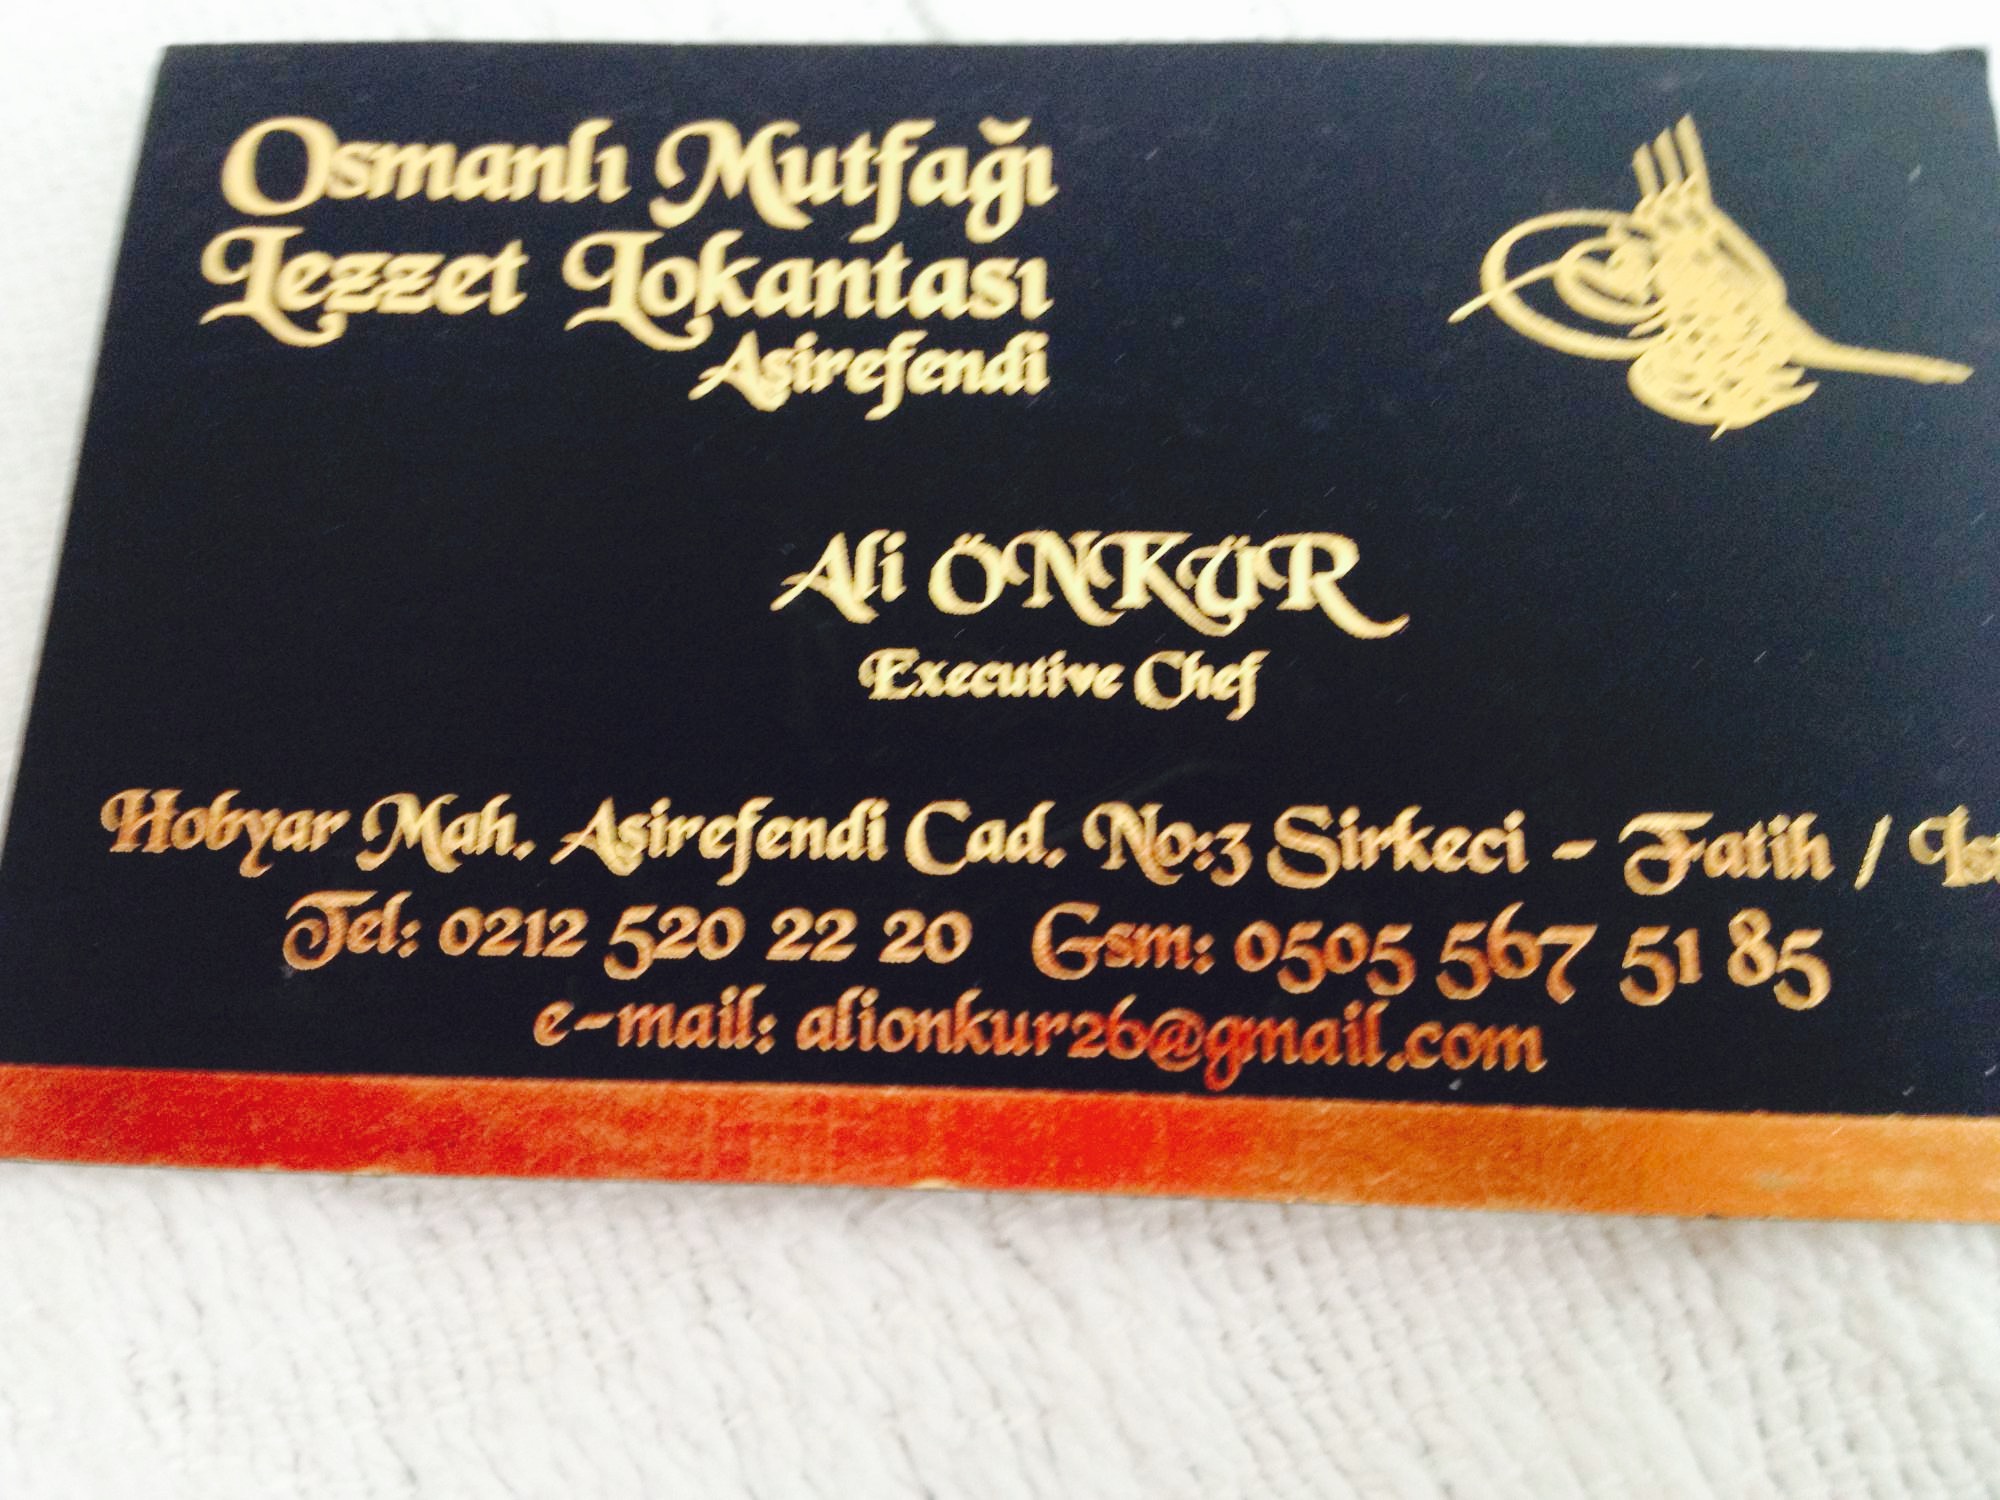 Osmanlı Mutfağı
Lezzet Lokantası
Aşirefendi
Ali ÖNKÜR
Executive Chef
Hobyar Mah. Aşirefendi Cad. No:3 Sirkeci - Fatih / İst
Tel: 0212 520 22 20 Gsm: 0505 567 51 85
e-mail: alionkur26@gmail.com